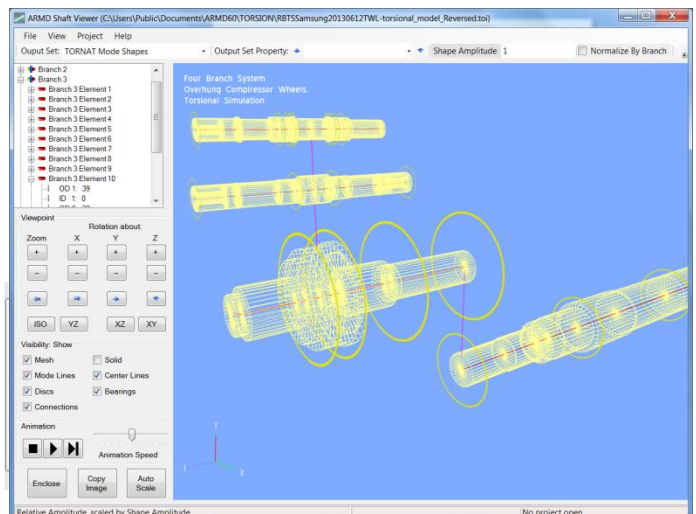 ARMD Shaft Viewer (C:\Users\Public\Documents\ARMD60\TORSION\RBTSSamsung20130612TWL-torsional_model_Reversed.toi)
File View Project Help
Ouput Set: TORNAT Mode Shapes Output Set Property: Shape Amplitude 1 Normalize By Branch
Branch 2
Branch 3
Branch 3 Element 1
Branch 3 Element 2
Branch 3 Element 3
Branch 3 Element 4
Branch 3 Element 5
Branch 3 Element 6
Branch 3 Element 7
Branch 3 Element 8
Branch 3 Element 9
Branch 3 Element 10
OD 1: 39
ID 1: 0
Four Branch System
Overhung Compressor Wheels.
Torsional Simulation
Viewpoint
Rotation about:
Zoom X Y Z
+ + + +
- - - -
ISO YZ XZ XY
Visibility: Show
Mesh Solid
Mode Lines Center Lines
Discs Bearings
Connections
Animation
Animation Speed
Enclose Copy Image Auto Scale
Y
X
Relative Amplitude, scaled by Shape Amplitude No project open